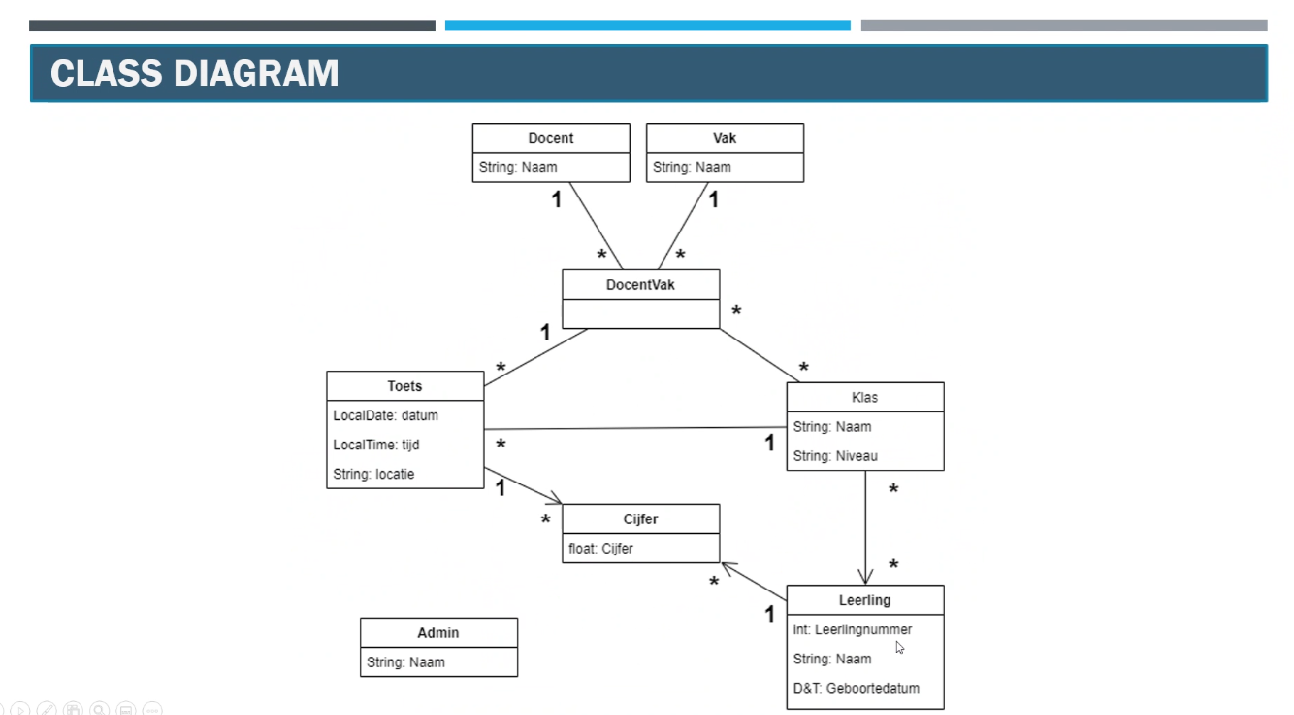 CLASS DIAGRAM
Docent
String: Naam
Vak
String: Naam
1
1
*
*
DocentVak
*
1
*
*
Toets
LocalDate: datum
LocalTime: tijd
String: locatie
Klas
String: Naam
String: Niveau
*
1
1
*
*
Cijfer
float: Cijfer
*
*
1
Leerling
Int: Leerlingnummer
String: Naam
D&T: Geboortedatum
Admin
String: Naam